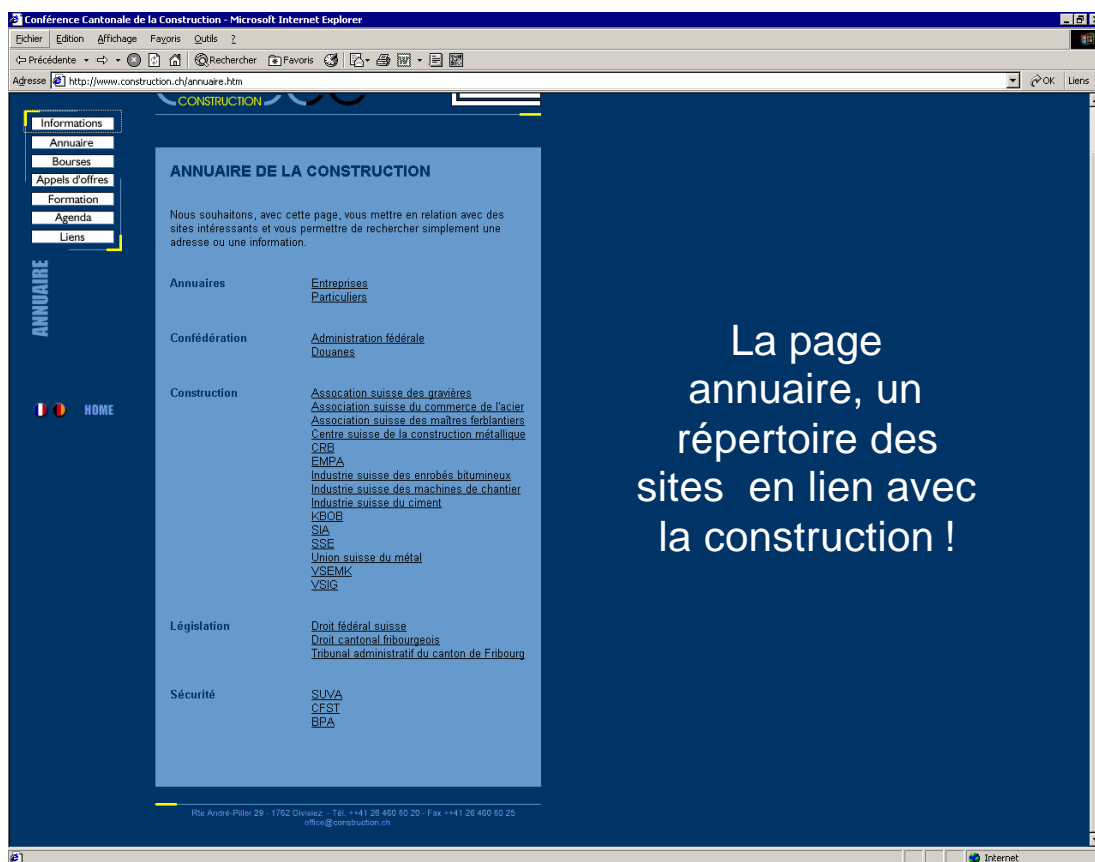 Conférence Cantonale de la Construction - Microsoft Internet Explorer
Fichier Edition Affichage Favoris Outils ?
Précédente Rechercher Favoris
Adresse http://www.construction.ch/annuaire.htm OK Liens
CONSTRUCTION
Informations
Annuaire
Bourses
Appels d'offres
Formation
Agenda
Liens
ANNUAIRE
HOME
ANNUAIRE DE LA CONSTRUCTION
Nous souhaitons, avec cette page, vous mettre en relation avec des
sites intéressants et vous permettre de rechercher simplement une
adresse ou une information.
Annuaires Entreprises
Particuliers
Confédération Administration fédérale
Douanes
Construction Assocation suisse des gravières
Association suisse du commerce de l'acier
Association suisse des maîtres ferblantiers
Centre suisse de la construction métallique
CRB
EMPA
Industrie suisse des enrobés bitumineux
Industrie suisse des machines de chantier
Industrie suisse du ciment
KBOB
SIA
SSE
Union suisse du métal
VSEMK
VSIG
Législation Droit fédéral suisse
Droit cantonal fribourgeois
Tribunal administratif du canton de Fribourg
Sécurité SUVA
CFST
BPA
Rte André-Piller 29 - 1762 Givisiez - Tél. ++41 26 460 80 20 - Fax ++41 26 460 80 25
office@construction.ch
La page
annuaire, un
répertoire des
sites en lien avec
la construction !
Internet